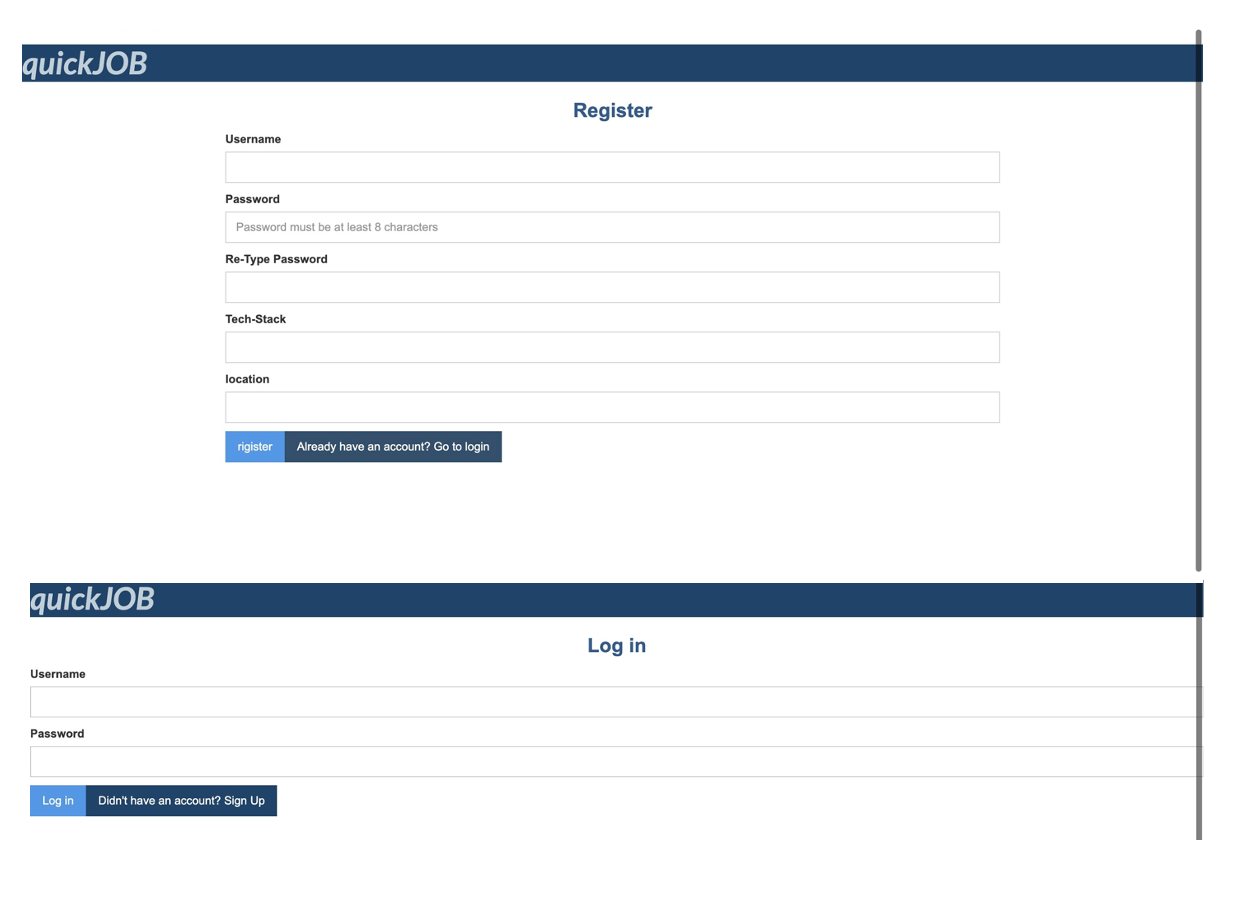 quickJOB
Register
Username
Password
Password must be at least 8 characters
Re-Type Password
Tech-Stack
location
rigister Already have an account? Go to login
quickJOB
Log in
Username
Password
Log in Didn't have an account? Sign Up